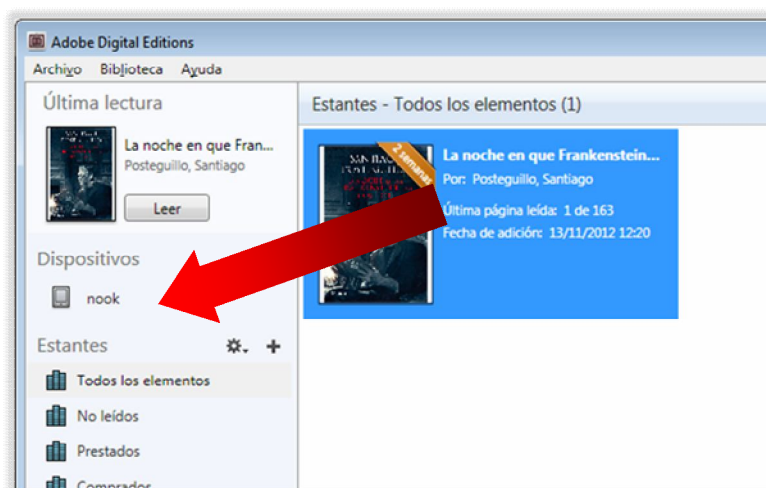 Adobe Digital Editions
Archivo Biblioteca Ayuda
Última lectura
La noche en que Fran...
Posteguillo, Santiago
Leer
Dispositivos
nook
Estantes
Todos los elementos
No leídos
Prestados
Comprados
Estantes - Todos los elementos (1)
2 semanas
La noche en que Frankenstein...
Por: Posteguillo, Santiago
Última página leída: 1 de 163
Fecha de adición: 13/11/2012 12:20